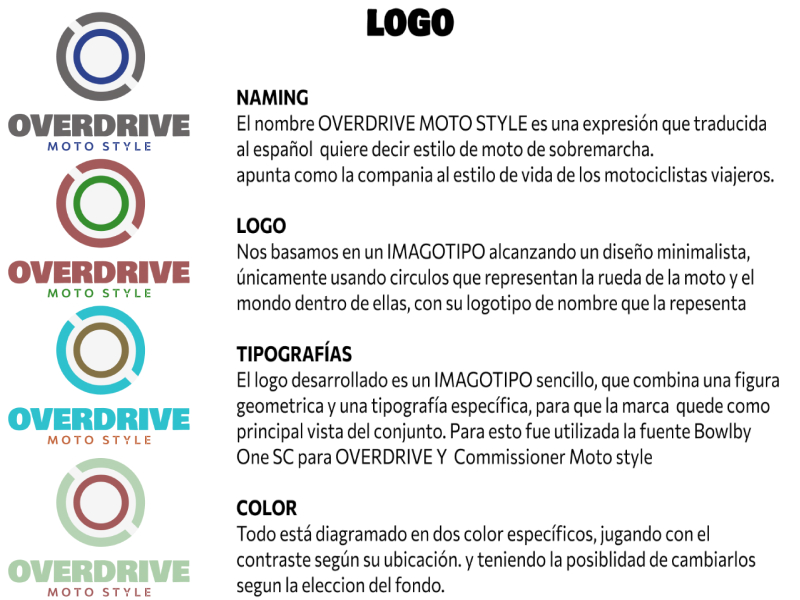 LOGO
OVERDRIVE
MOTO STYLE
OVERDRIVE
MOTO STYLE
OVERDRIVE
MOTO STYLE
OVERDRIVE
MOTO STYLE
NAMING
El nombre OVERDRIVE MOTO STYLE es una expresión que traducida
al español quiere decir estilo de moto de sobremarcha.
apunta como la compania al estilo de vida de los motociclistas viajeros.
LOGO
Nos basamos en un IMAGOTIPO alcanzando un diseño minimalista,
únicamente usando circulos que representan la rueda de la moto y el
mundo dentro de ellas, con su logotipo de nombre que la repesenta
TIPOGRAFÍAS
El logo desarrollado es un IMAGOTIPO sencillo, que combina una figura
geometrica y una tipografía específica, para que la marca quede como
principal vista del conjunto. Para esto fue utilizada la fuente Bowlby
One SC para OVERDRIVE Y Commissioner Moto style
COLOR
Todo está diagramado en dos color específicos, jugando con el
contraste según su ubicación. y teniendo la posiblidad de cambiarlos
segun la eleccion del fondo.